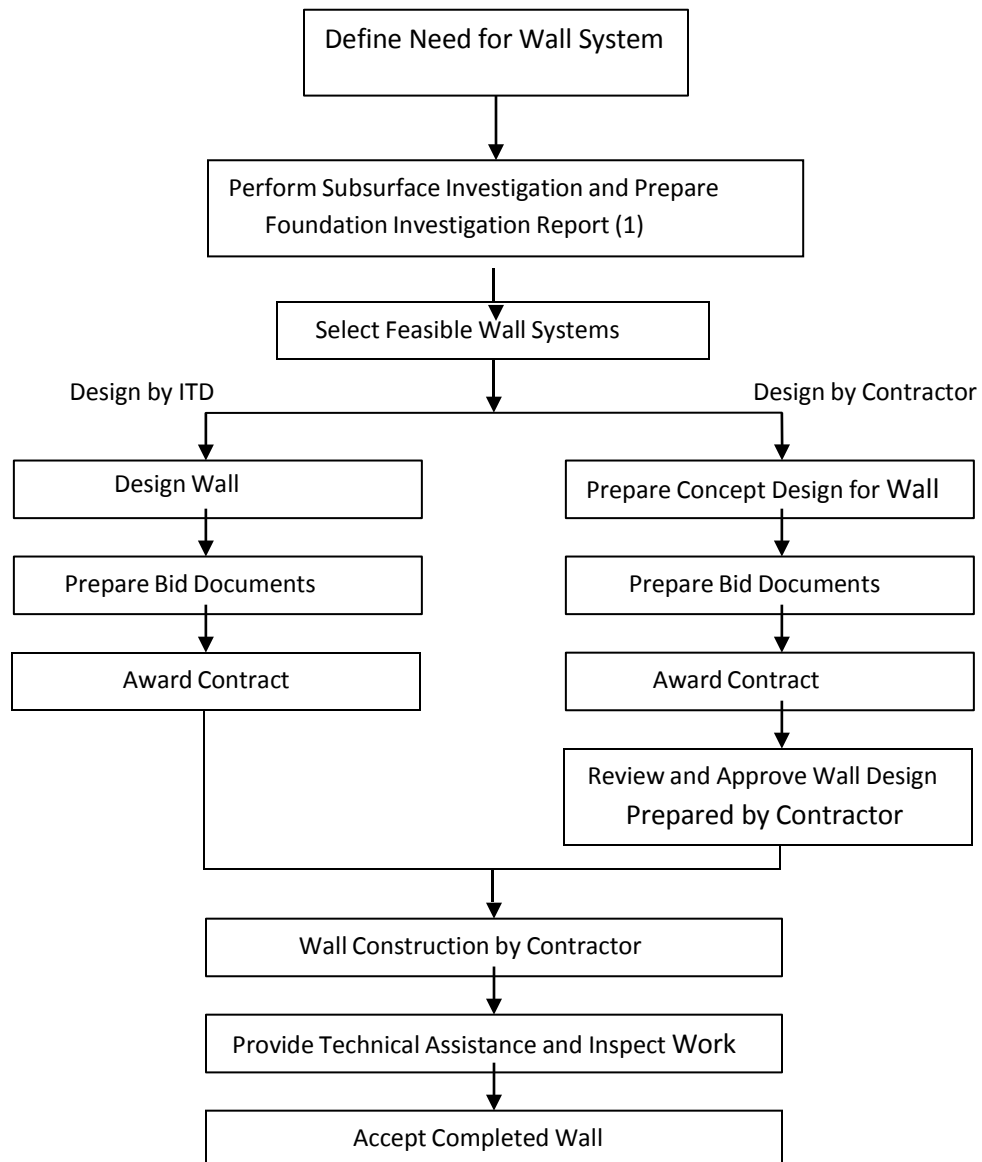 Define Need for Wall System
Perform Subsurface Investigation and Prepare
Foundation Investigation Report (1)
Select Feasible Wall Systems
Design by ITD
Design by Contractor
Design Wall
Prepare Bid Documents
Award Contract
Prepare Concept Design for Wall
Prepare Bid Documents
Award Contract
Review and Approve Wall Design
Prepared by Contractor
Wall Construction by Contractor
Provide Technical Assistance and Inspect Work
Accept Completed Wall